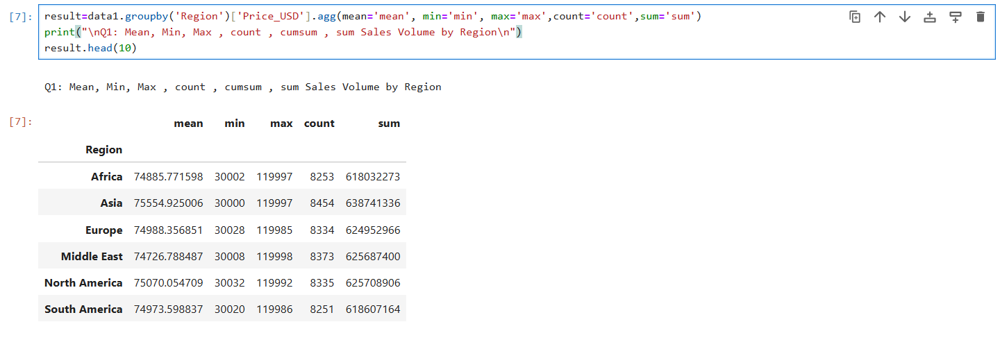 [7]: result=data1.groupby('Region')['Price_USD'].agg(mean='mean', min='min', max='max',count='count',sum='sum')
print("\nQ1: Mean, Min, Max , count , cumsum , sum Sales Volume by Region\n")
result.head(10)
Q1: Mean, Min, Max , count , cumsum , sum Sales Volume by Region
[7]: mean min max count sum
Region
Africa 74885.771598 30002 119997 8253 618032273
Asia 75554.925006 30000 119997 8454 638741336
Europe 74988.356851 30028 119985 8334 624952966
Middle East 74726.788487 30008 119998 8373 625687400
North America 75070.054709 30032 119992 8335 625708906
South America 74973.598837 30020 119986 8251 618607164